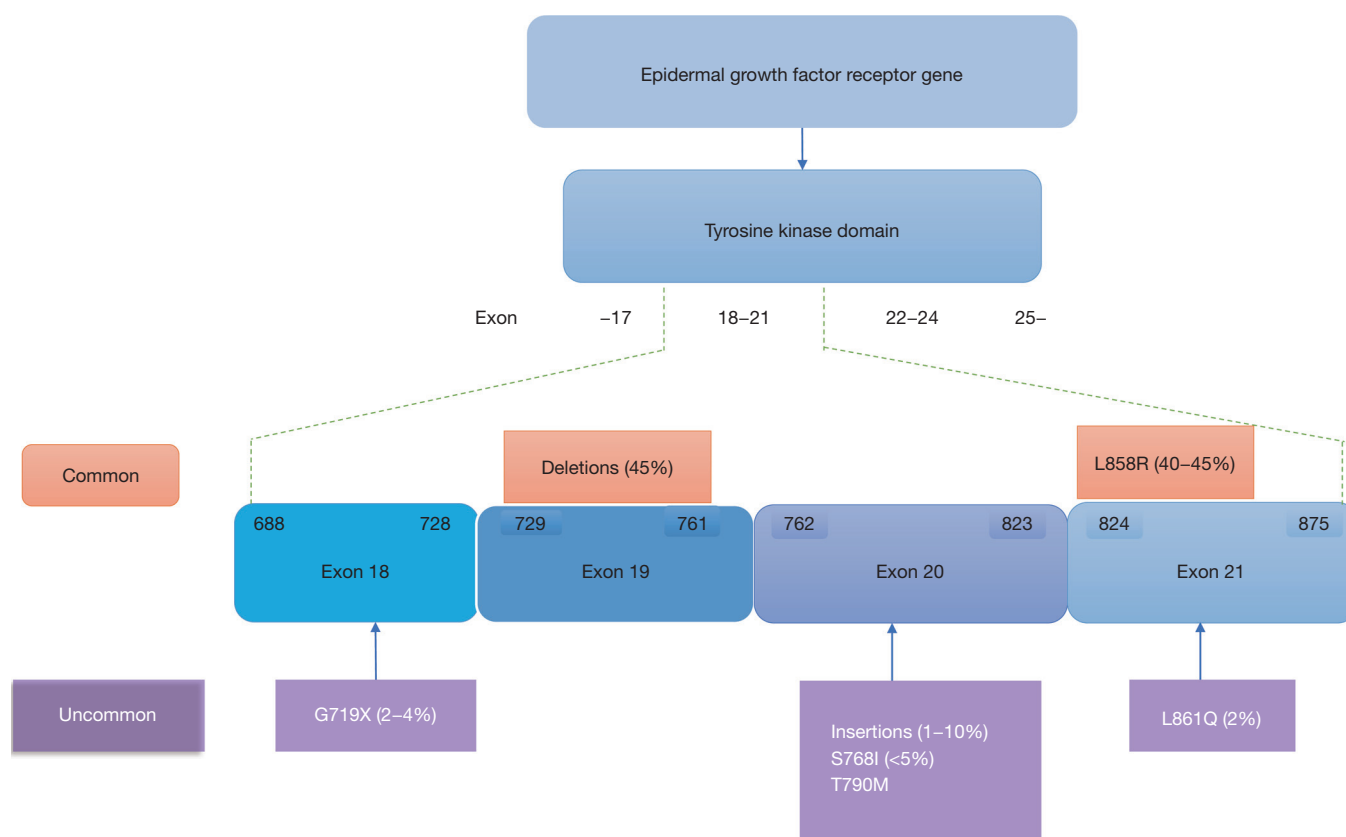 Epidermal growth factor receptor gene
Tyrosine kinase domain
Exon –17 18–21 22–24 25–
Common
Deletions (45%)
L858R (40–45%)
688 728 729 761 762 823 824 875
Exon 18 Exon 19 Exon 20 Exon 21
Uncommon
G719X (2–4%)
Insertions (1–10%)
S768I (<5%)
T790M
L861Q (2%)